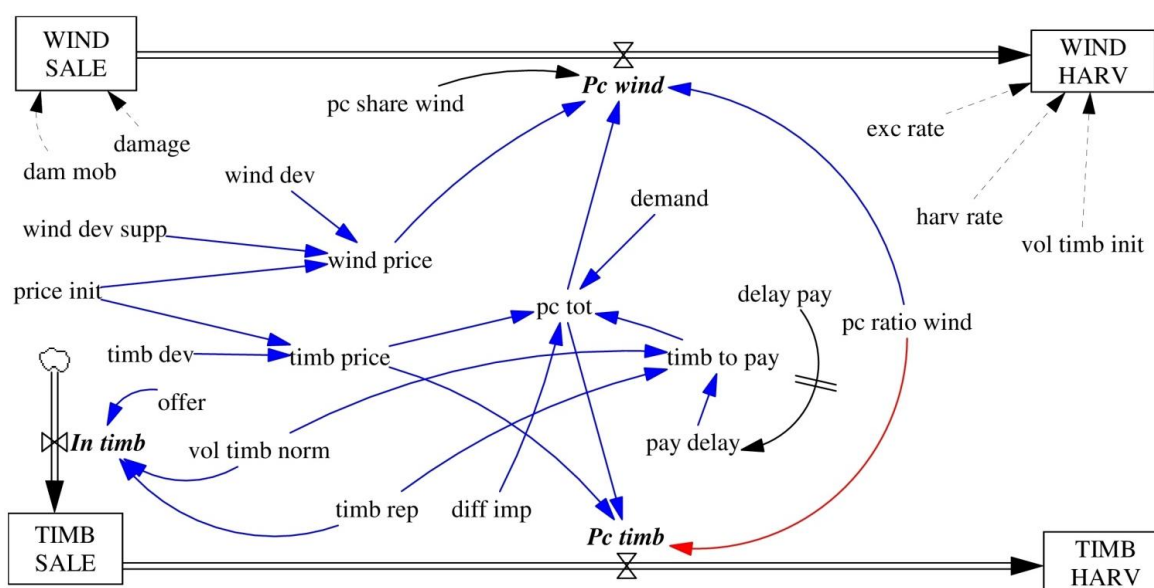 WIND
SALE
WIND
HARV
Pc wind
pc share wind
exc rate
damage
dam mob
wind dev
demand
harv rate
wind dev supp
vol timb init
wind price
price init
delay pay
pc tot
pc ratio wind
timb dev
timb price
timb to pay
offer
In timb
vol timb norm
pay delay
timb rep
diff imp
Pc timb
TIMB
SALE
TIMB
HARV